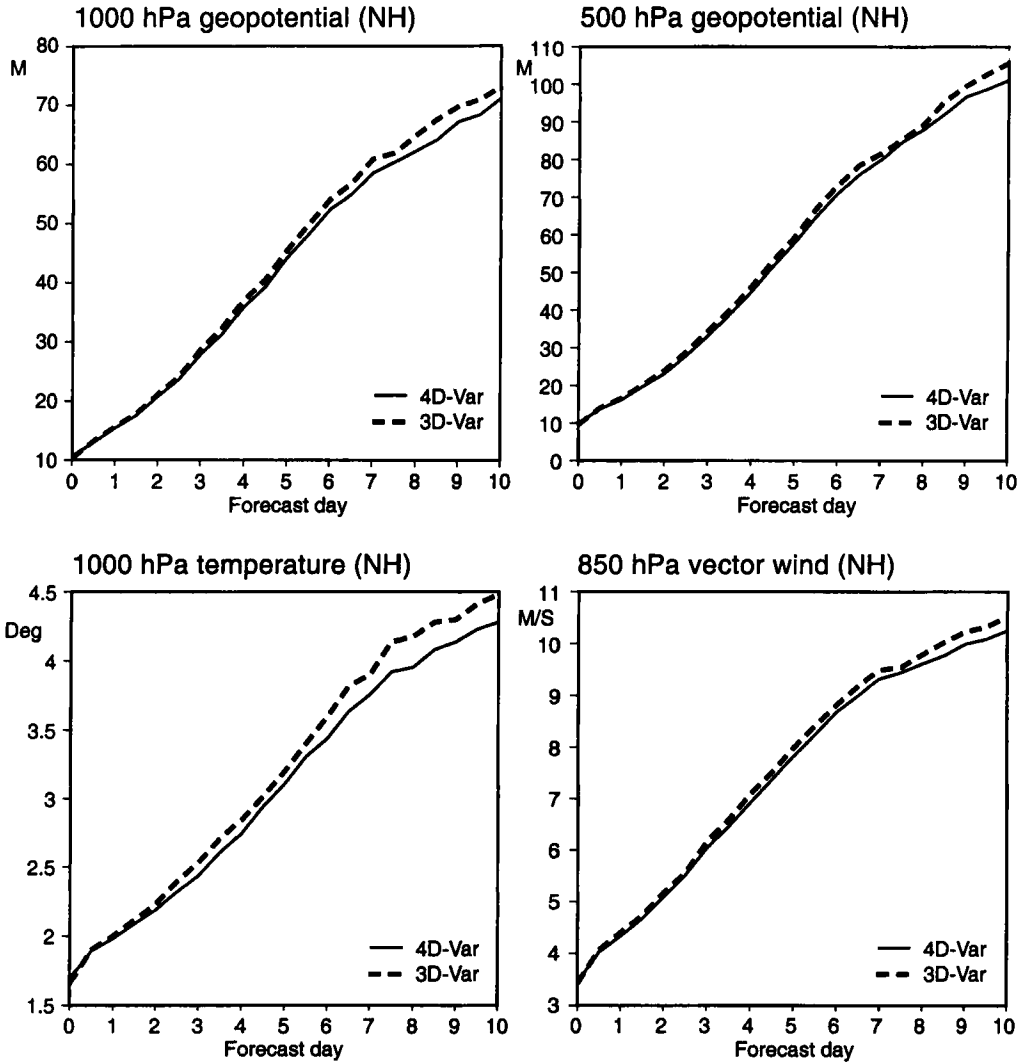 1000 hPa geopotential (NH)
80
M
70
60
50
40
30
20
10
4D-Var
3D-Var
0 1 2 3 4 5 6 7 8 9 10
Forecast day
500 hPa geopotential (NH)
110
M
100
90
80
70
60
50
40
30
20
10
0
4D-Var
3D-Var
0 1 2 3 4 5 6 7 8 9 10
Forecast day
1000 hPa temperature (NH)
4.5
Deg
4
3.5
3
2.5
2
1.5
4D-Var
3D-Var
0 1 2 3 4 5 6 7 8 9 10
Forecast day
850 hPa vector wind (NH)
11
M/S
10
9
8
7
6
5
4
3
4D-Var
3D-Var
0 1 2 3 4 5 6 7 8 9 10
Forecast day